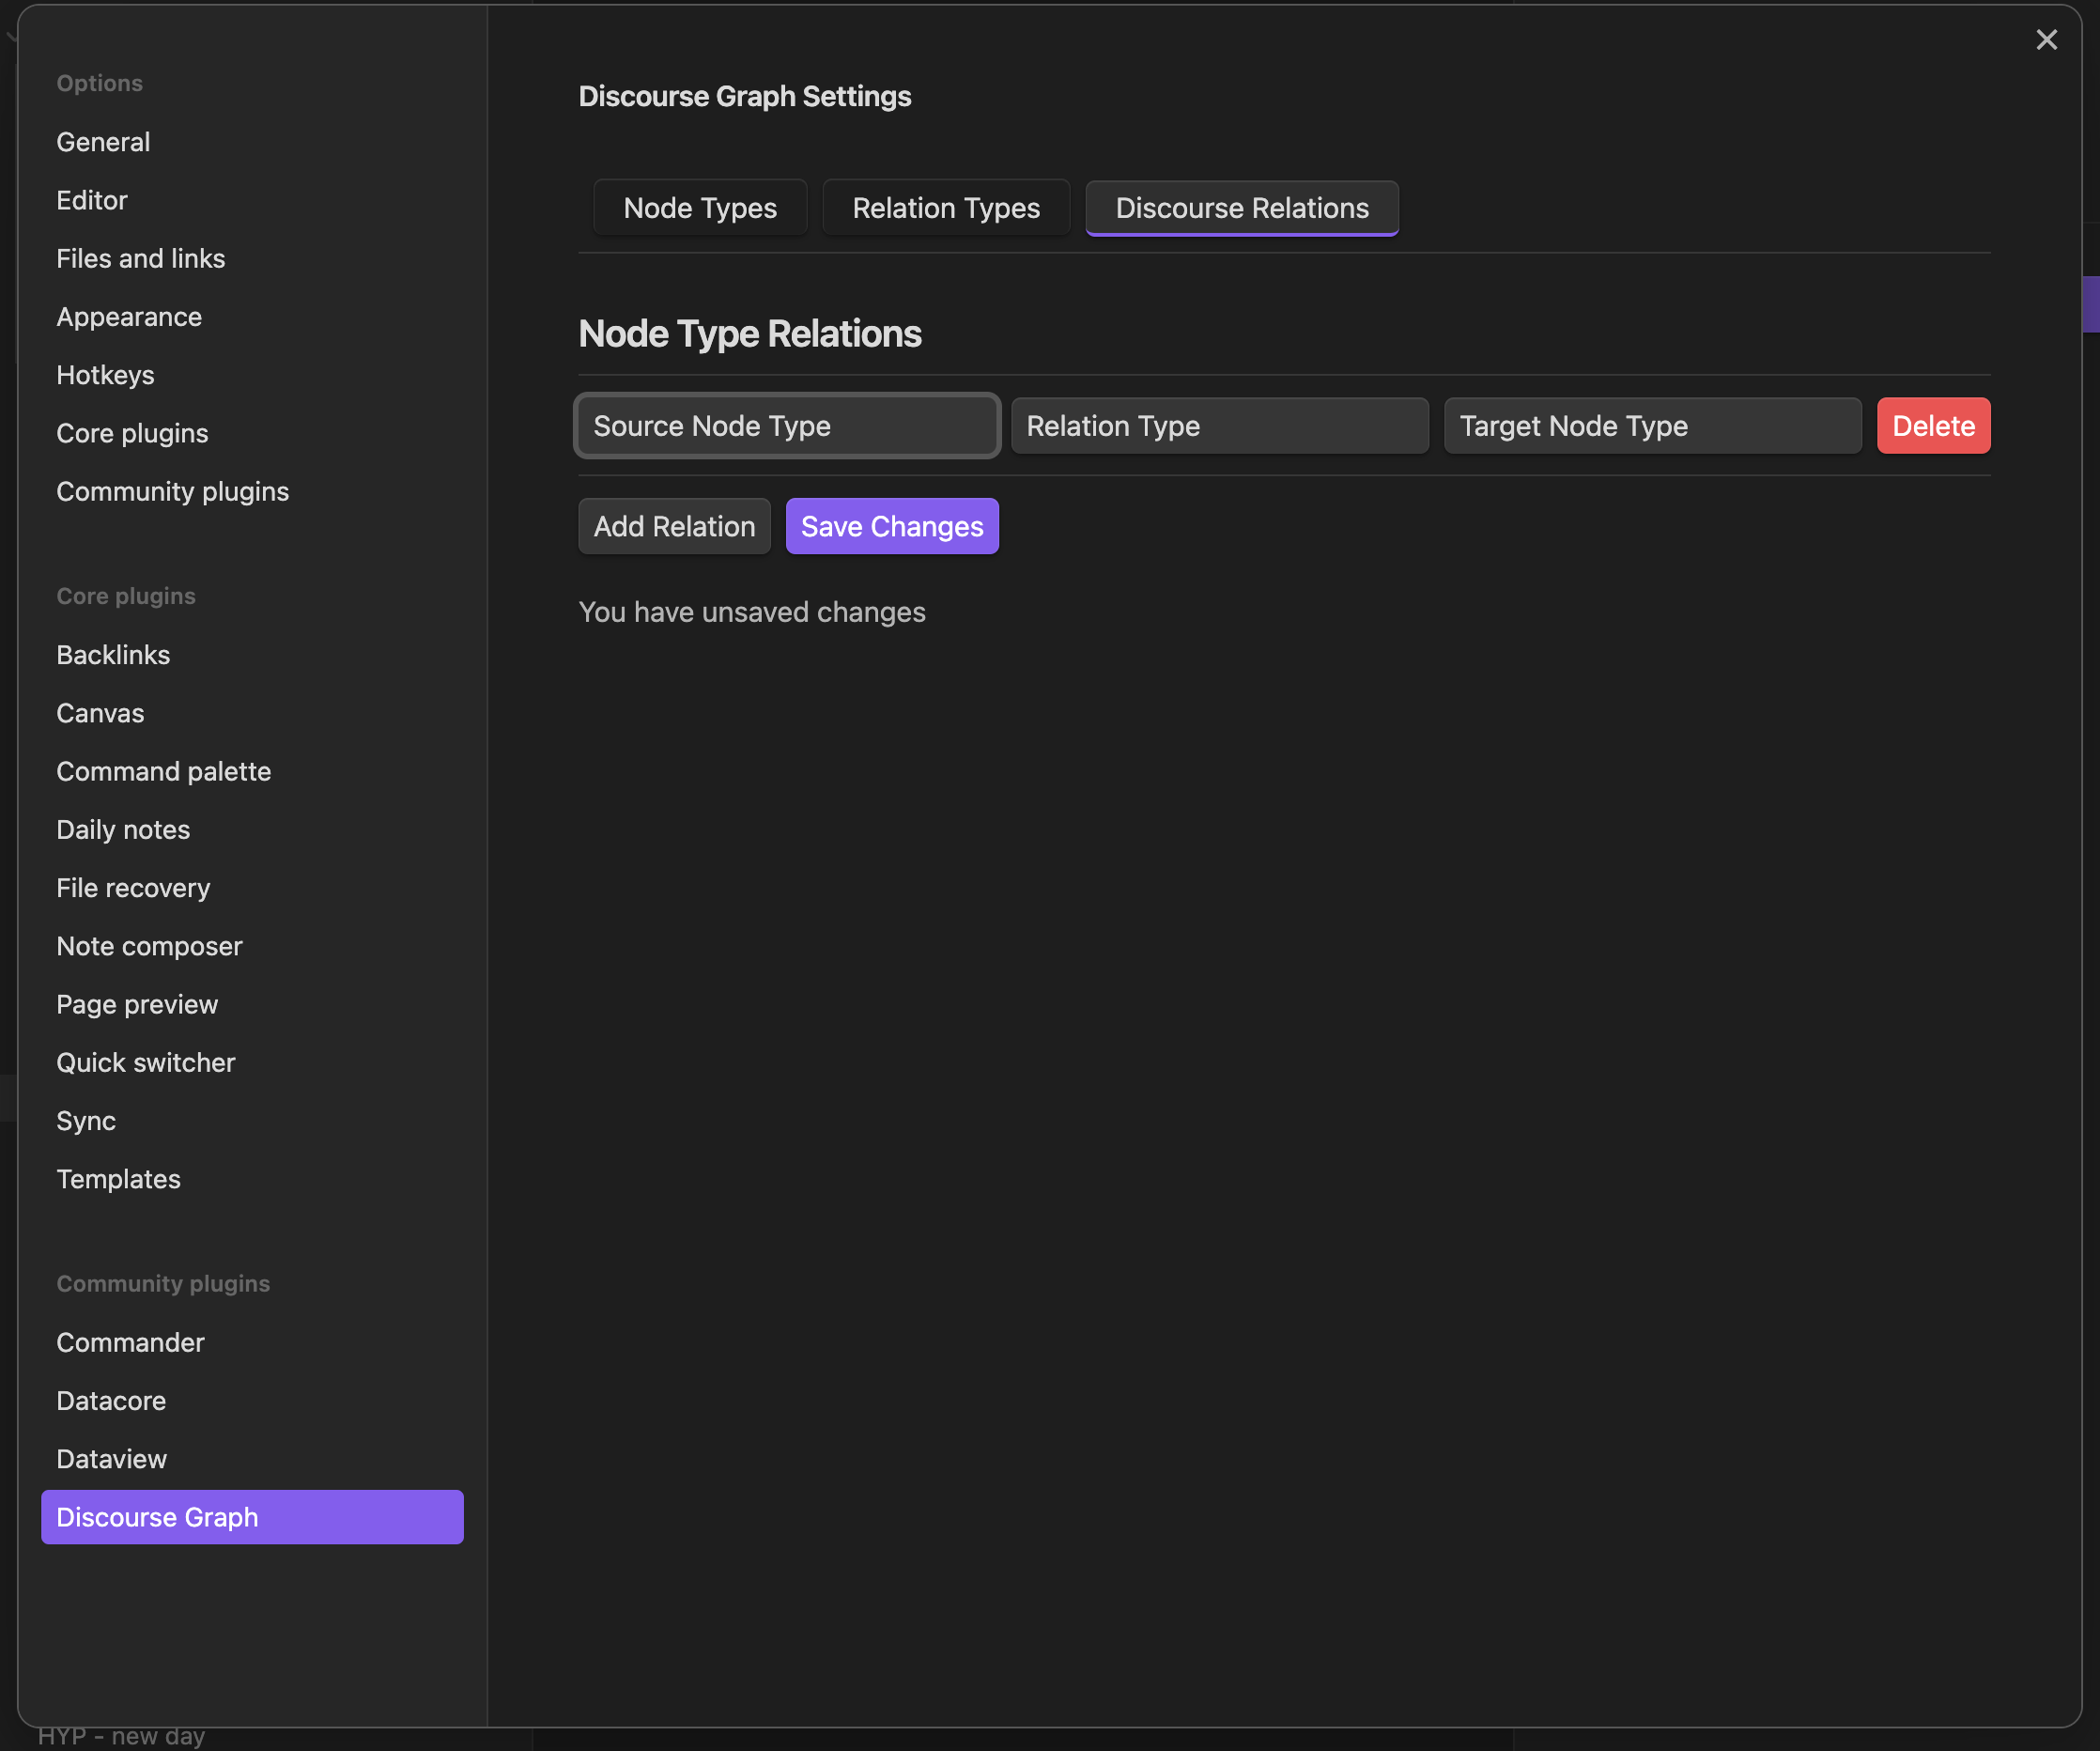 Options
General
Editor
Files and links
Appearance
Hotkeys
Core plugins
Community plugins
Core plugins
Backlinks
Canvas
Command palette
Daily notes
File recovery
Note composer
Page preview
Quick switcher
Sync
Templates
Community plugins
Commander
Datacore
Dataview
Discourse Graph
Discourse Graph Settings
Node Types Relation Types Discourse Relations
Node Type Relations
Source Node Type Relation Type Target Node Type Delete
Add Relation Save Changes
You have unsaved changes
HYP - new day